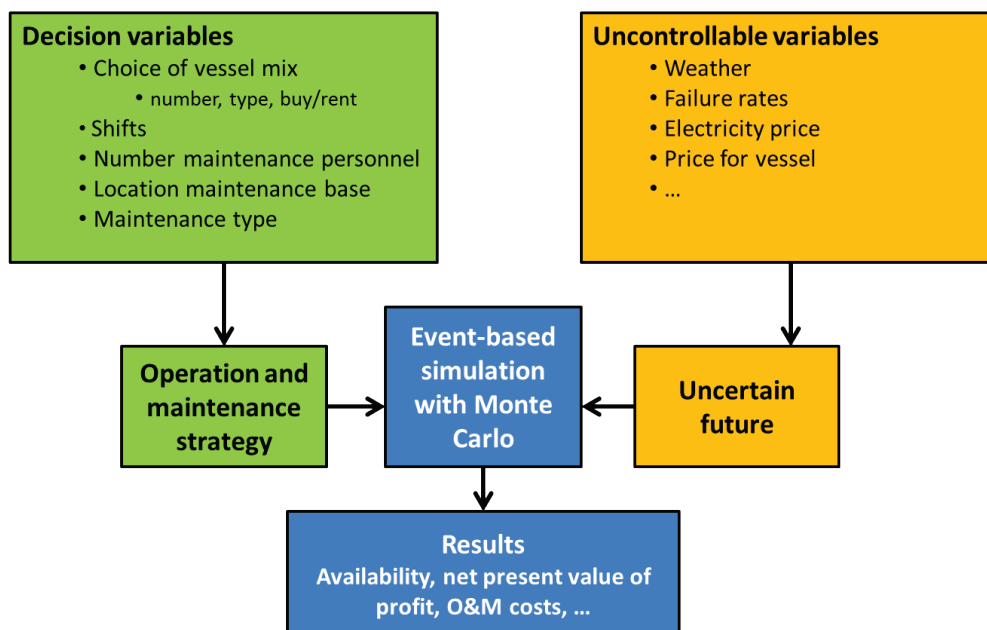 Decision variables
• Choice of vessel mix
• number, type, buy/rent
• Shifts
• Number maintenance personnel
• Location maintenance base
• Maintenance type
Uncontrollable variables
• Weather
• Failure rates
• Electricity price
• Price for vessel
• ...
Operation and
maintenance
strategy
Event-based
simulation
with Monte
Carlo
Uncertain
future
Results
Availability, net present value of
profit, O&M costs, ...